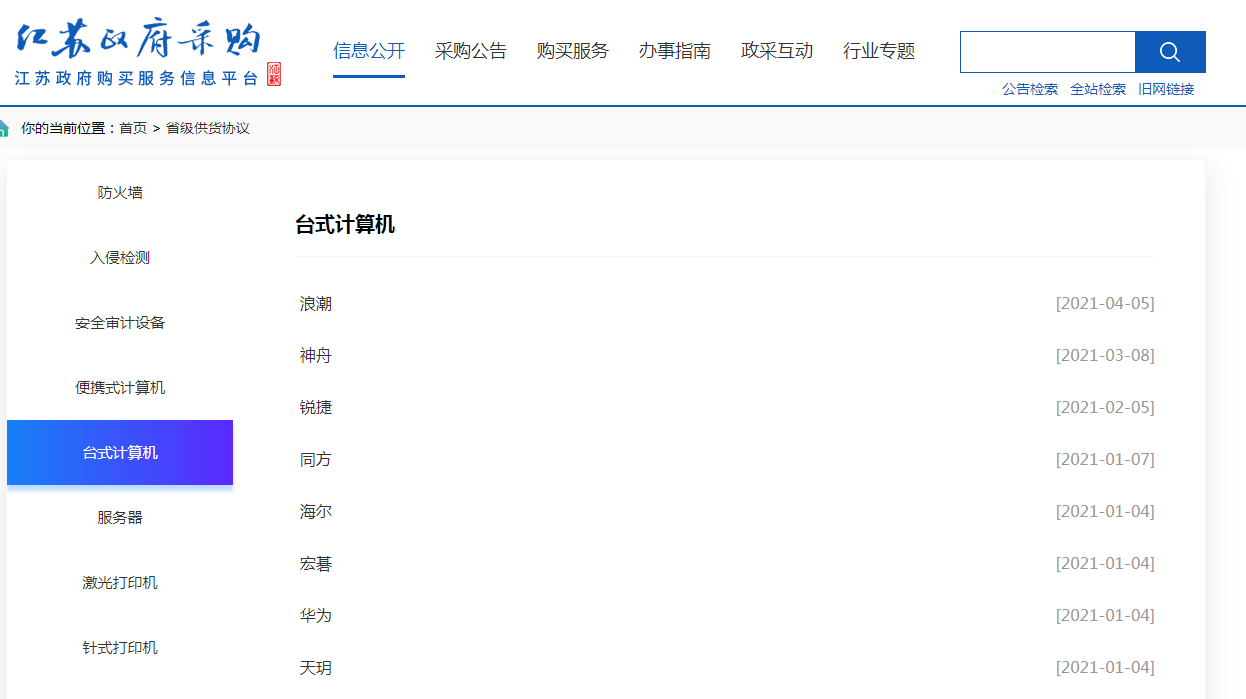 江苏政府采购
江苏政府购买服务信息平台
信息公开 采购公告 购买服务 办事指南 政采互动 行业专题
公告检索 全站检索 旧网链接
你的当前位置：首页 > 省级供货协议
防火墙
入侵检测
安全审计设备
便携式计算机
台式计算机
服务器
激光打印机
针式打印机
台式计算机
浪潮 [2021-04-05]
神舟 [2021-03-08]
锐捷 [2021-02-05]
同方 [2021-01-07]
海尔 [2021-01-04]
宏碁 [2021-01-04]
华为 [2021-01-04]
天玥 [2021-01-04]